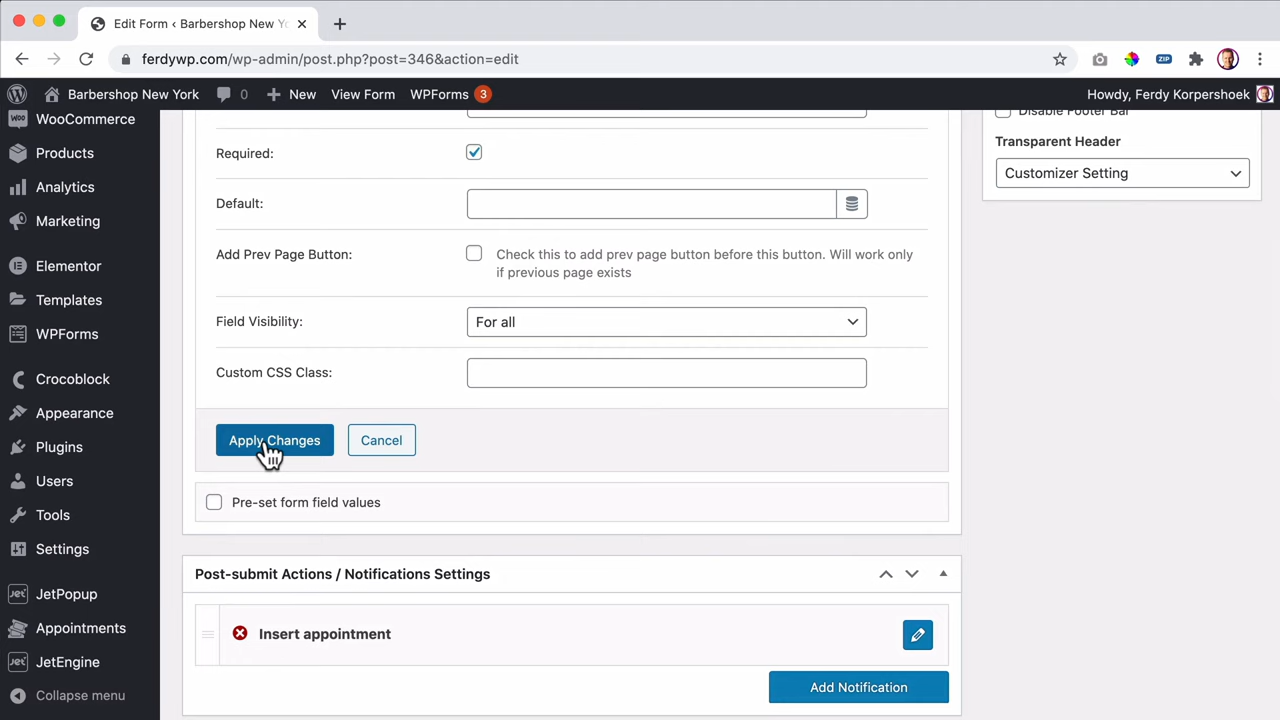 Edit Form ‹ Barbershop New Yo
ferdywp.com/wp-admin/post.php?post=346&action=edit
ZIP
Barbershop New York 0 New View Form WPForms 3 Howdy, Ferdy Korpershoek
WooCommerce
Products
Analytics
Marketing
Elementor
Templates
WPForms
Crocoblock
Appearance
Plugins
Users
Tools
Settings
JetPopup
Appointments
JetEngine
Collapse menu
Required:
Default:
Add Prev Page Button:
Check this to add prev page button before this button. Will work only
if previous page exists
Field Visibility:
For all
Custom CSS Class:
Apply Changes
Cancel
Pre-set form field values
Post-submit Actions / Notifications Settings
Insert appointment
Add Notification
Disable Footer Bar
Transparent Header
Customizer Setting